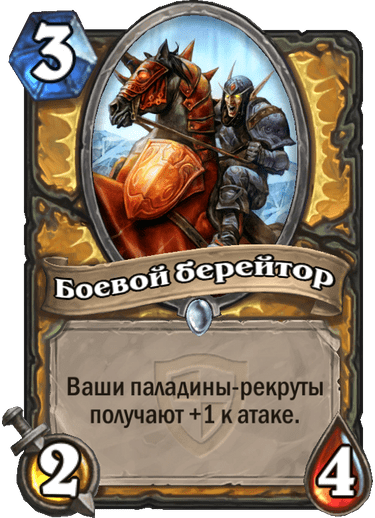 3
Боевой берейтор
Ваши паладины-рекруты
получают +1 к атаке.
2
4